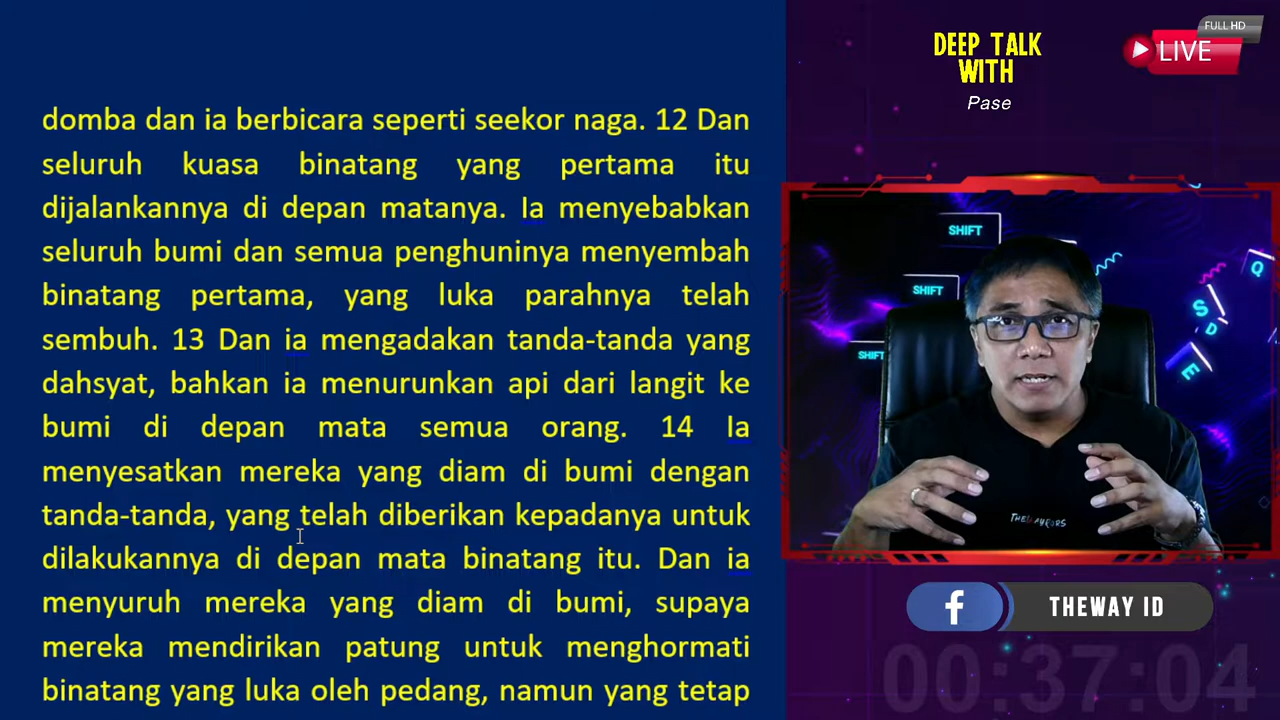 domba dan ia berbicara seperti seekor naga. 12 Dan
seluruh kuasa binatang yang pertama itu
dijalankannya di depan matanya. Ia menyebabkan
seluruh bumi dan semua penghuninya menyembah
binatang pertama, yang luka parahnya telah
sembuh. 13 Dan ia mengadakan tanda-tanda yang
dahsyat, bahkan ia menurunkan api dari langit ke
bumi di depan mata semua orang. 14 Ia
menyesatkan mereka yang diam di bumi dengan
tanda-tanda, yang telah diberikan kepadanya untuk
dilakukannya di depan mata binatang itu. Dan ia
menyuruh mereka yang diam di bumi, supaya
mereka mendirikan patung untuk menghormati
binatang yang luka oleh pedang, namun yang tetap
DEEP TALK
WITH
Pase
FULL HD
LIVE
SHIFT
SHIFT
SHIFT
Q
S
D
E
f
THEWAY ID
00:37:04